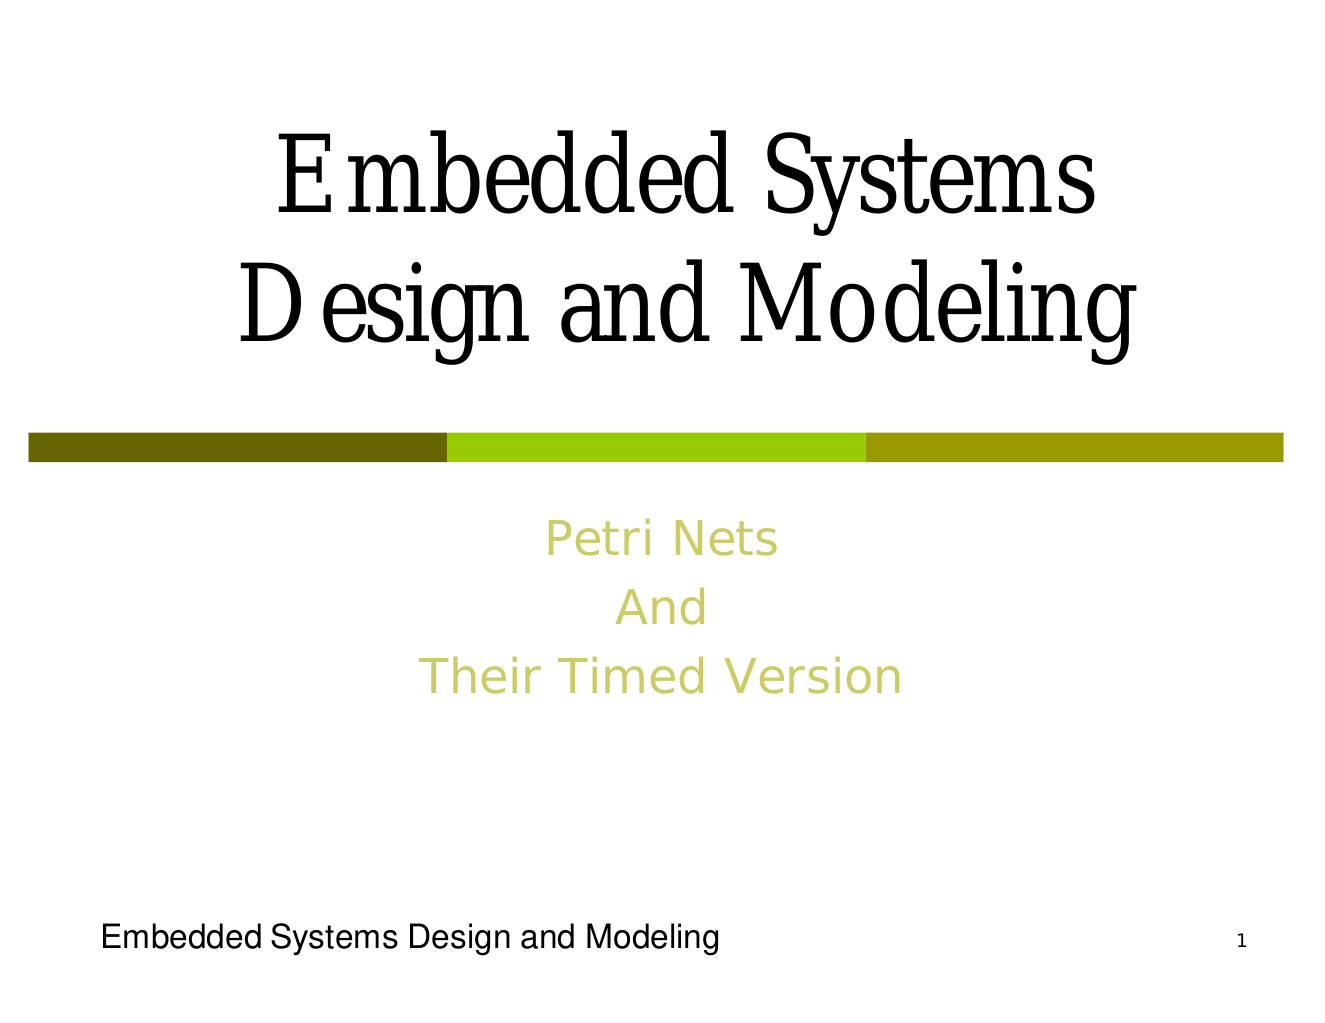 Embedded Systems
Design and Modeling
Petri Nets
And
Their Timed Version
Embedded Systems Design and Modeling
1